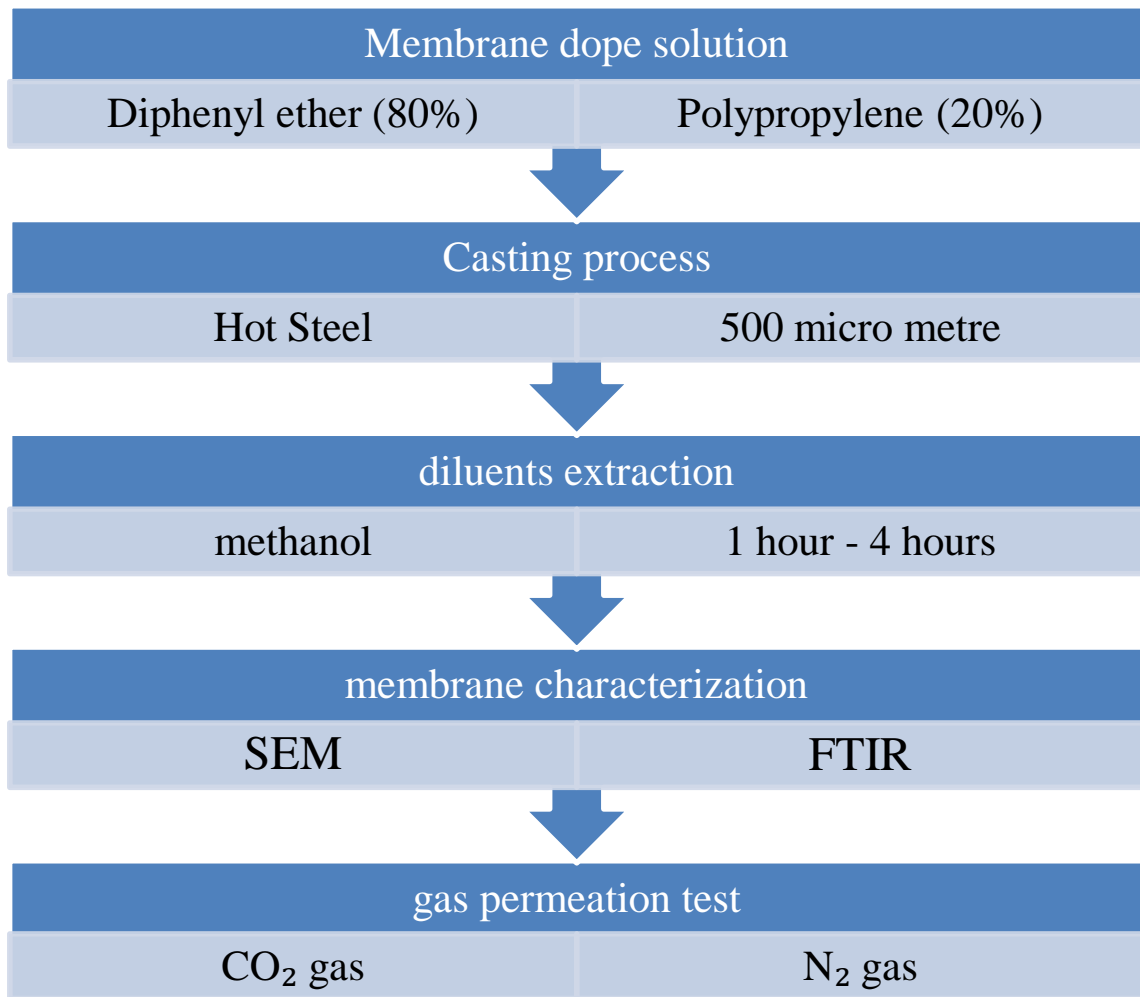 Membrane dope solution
Diphenyl ether (80%) Polypropylene (20%)
Casting process
Hot Steel 500 micro metre
diluents extraction
methanol 1 hour - 4 hours
membrane characterization
SEM FTIR
gas permeation test
CO₂ gas N₂ gas